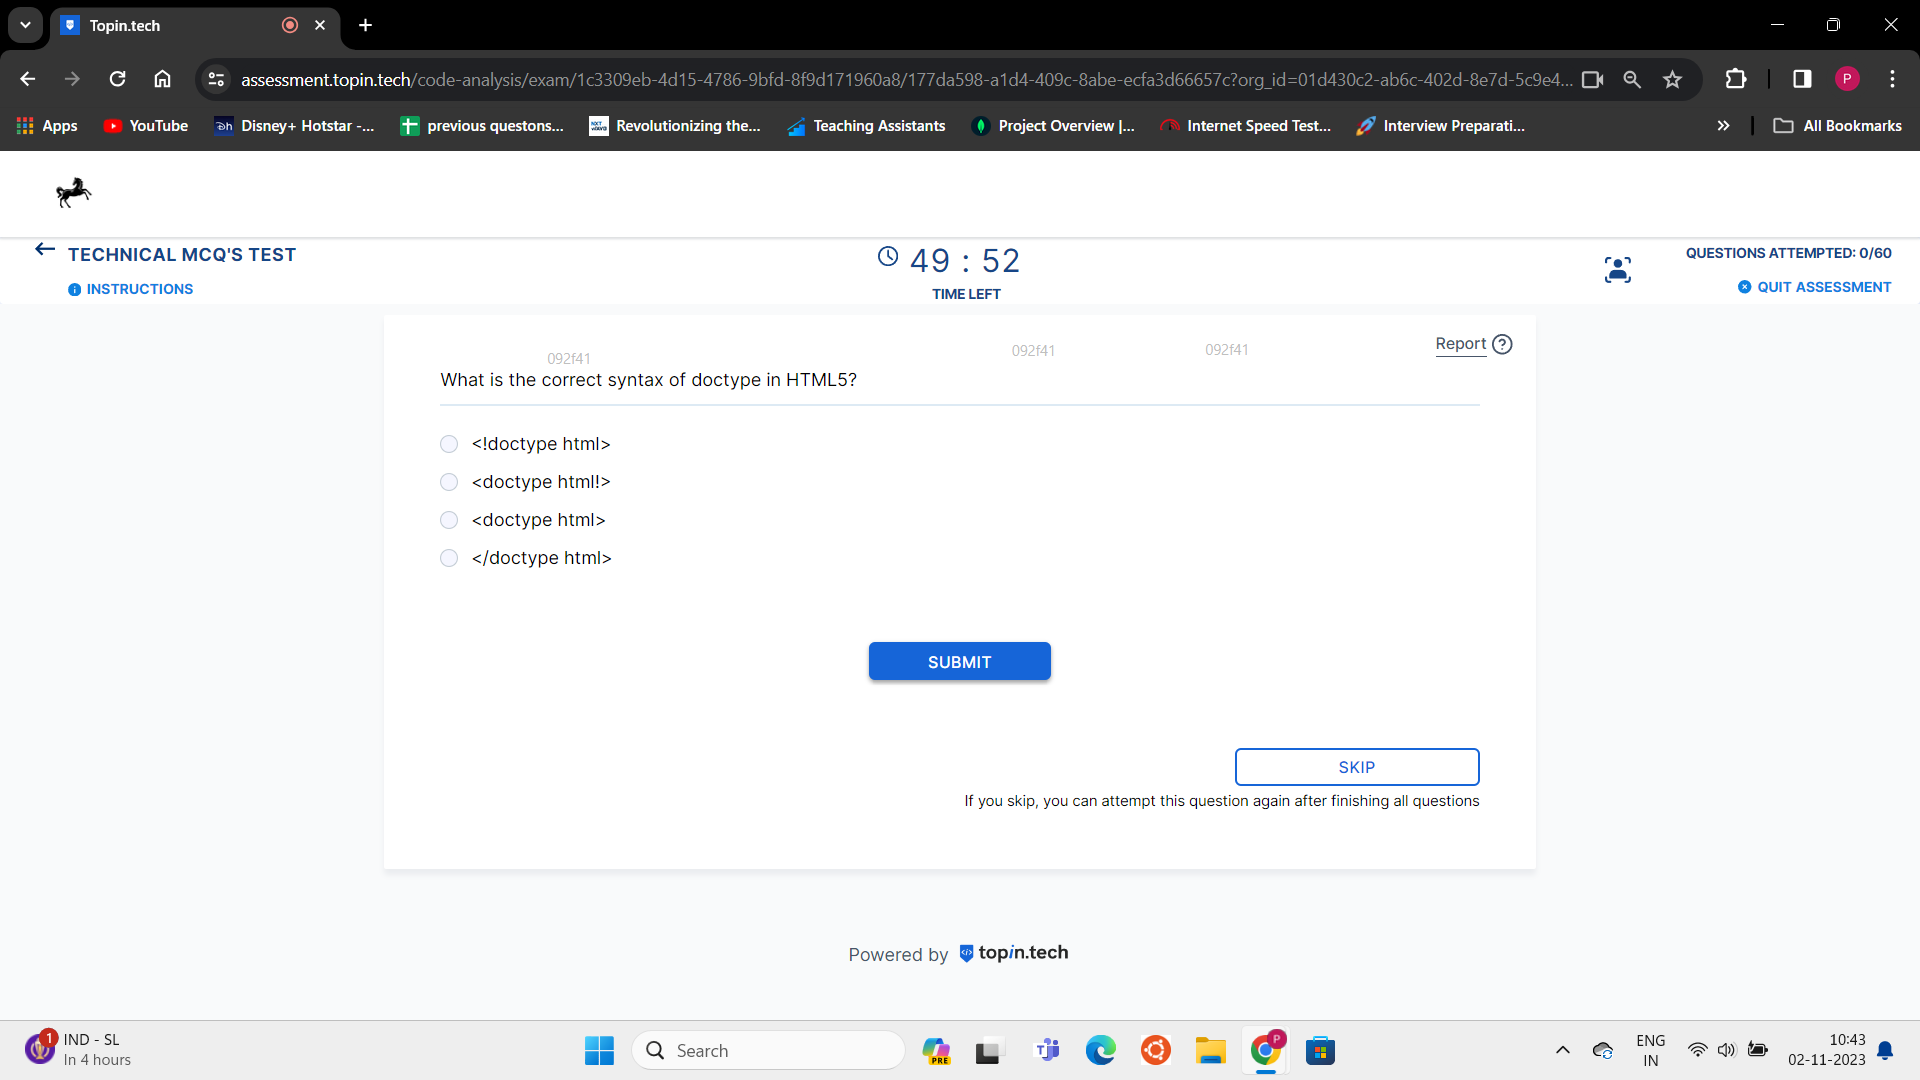 Topin.tech
assessment.topin.tech/code-analysis/exam/1c3309eb-4d15-4786-9bfd-8f9d171960a8/177da598-a1d4-409c-8abe-ecfa3d66657c?org_id=01d430c2-ab6c-402d-8e7d-5c9e4...
P
Apps YouTube Disney+ Hotstar -... previous questons... Revolutionizing the... Teaching Assistants Project Overview |... Internet Speed Test... Interview Preparati... » All Bookmarks
TECHNICAL MCQ'S TEST
INSTRUCTIONS
49 : 52
TIME LEFT
QUESTIONS ATTEMPTED: 0/60
QUIT ASSESSMENT
Report ?
092f41 092f41 092f41
What is the correct syntax of doctype in HTML5?
<!doctype html>
<doctype html!>
<doctype html>
</doctype html>
SUBMIT
SKIP
If you skip, you can attempt this question again after finishing all questions
Powered by topin.tech
1
IND - SL
In 4 hours
Search
PRE
P
ENG
IN
10:43
02-11-2023